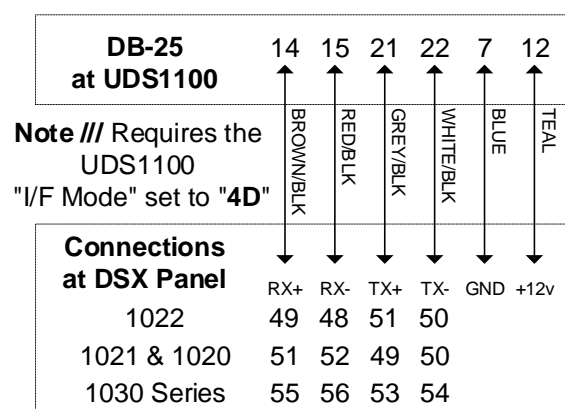 DB-25 14 15 21 22 7 12
at UDS1100
BROWN/BLK RED/BLK GREY/BLK WHITE/BLK BLUE TEAL
Note /// Requires the
UDS1100
"I/F Mode" set to "4D"
Connections
at DSX Panel RX+ RX- TX+ TX- GND +12v
1022 49 48 51 50
1021 & 1020 51 52 49 50
1030 Series 55 56 53 54